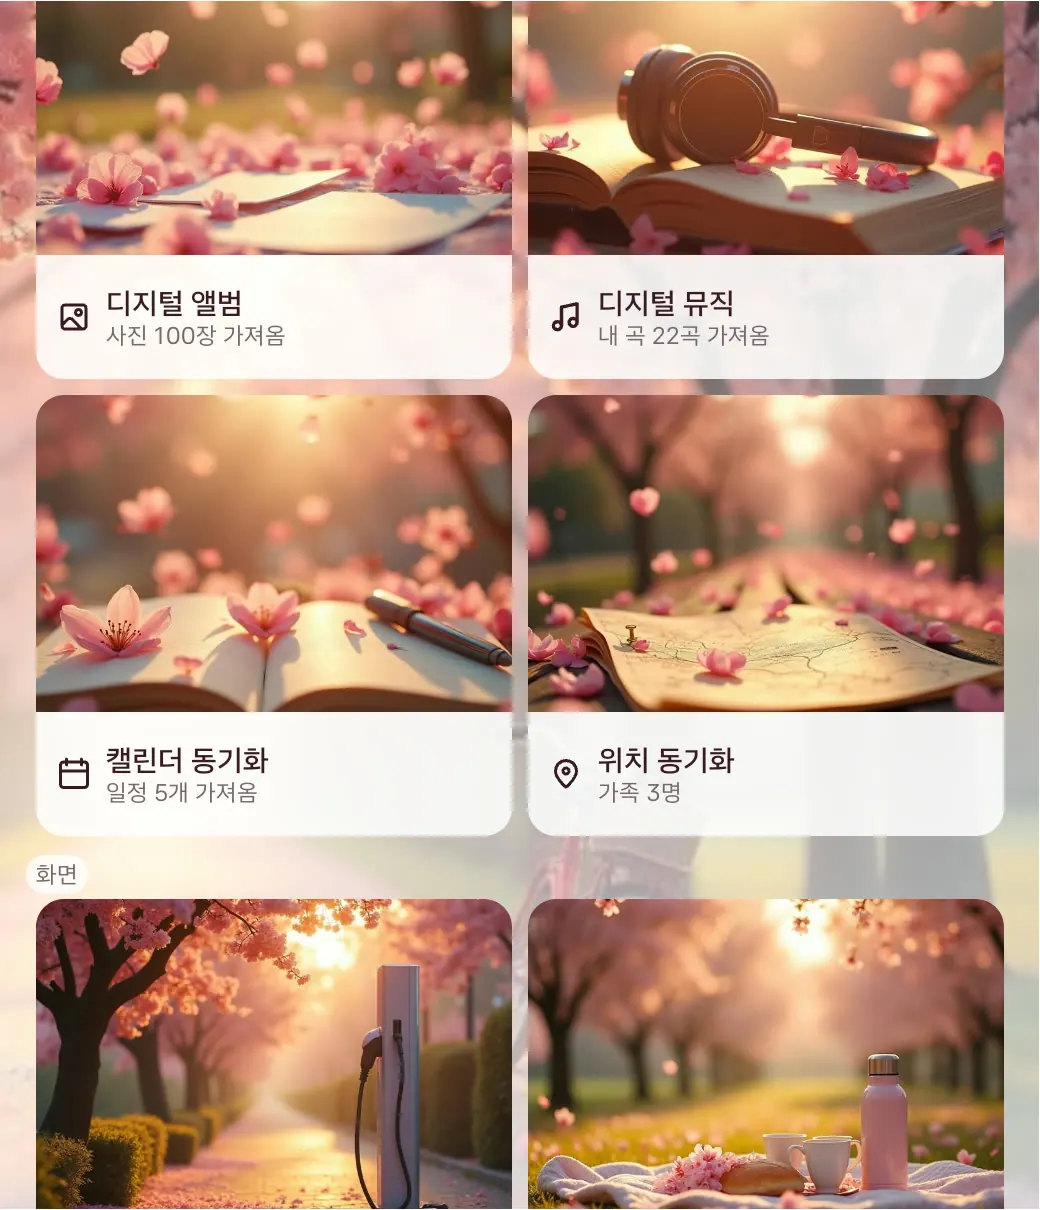 디지털 앨범
사진 100장 가져옴
디지털 뮤직
내 곡 22곡 가져옴
캘린더 동기화
일정 5개 가져옴
위치 동기화
가족 3명
화면